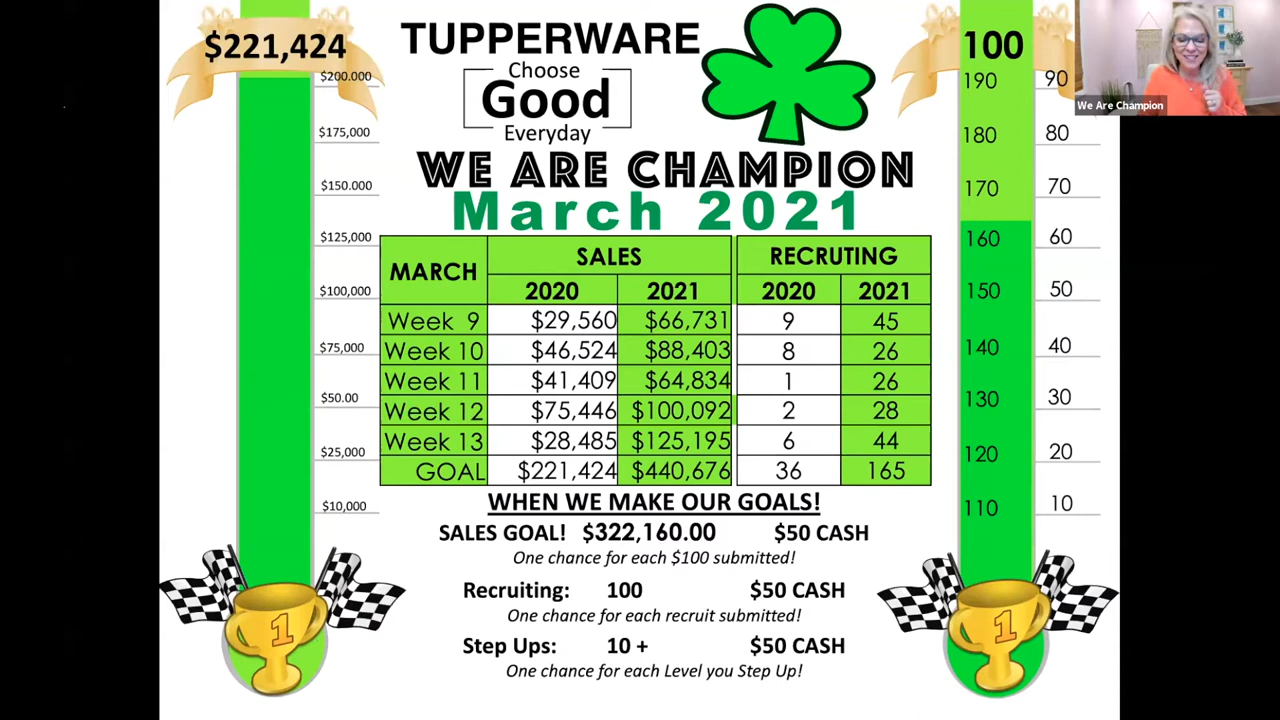 $221,424
$200.000
$175,000
$150.000
$125,000
$100,000
$75,000
$50.00
$25,000
$10,000
TUPPERWARE
Choose
Good
Everyday
WE ARE CHAMPION
March 2021
MARCH SALES RECRUTING
2020 2021 2020 2021
Week 9 $29,560 $66,731 9 45
Week 10 $46,524 $88,403 8 26
Week 11 $41,409 $64,834 1 26
Week 12 $75,446 $100,092 2 28
Week 13 $28,485 $125,195 6 44
GOAL $221,424 $440,676 36 165
WHEN WE MAKE OUR GOALS!
SALES GOAL! $322,160.00 $50 CASH
One chance for each $100 submitted!
Recruiting: 100 $50 CASH
One chance for each recruit submitted!
Step Ups: 10 + $50 CASH
One chance for each Level you Step Up!
1
100
190 90
180 80
170 70
160 60
150 50
140 40
130 30
120 20
110 10
1
We Are Champion